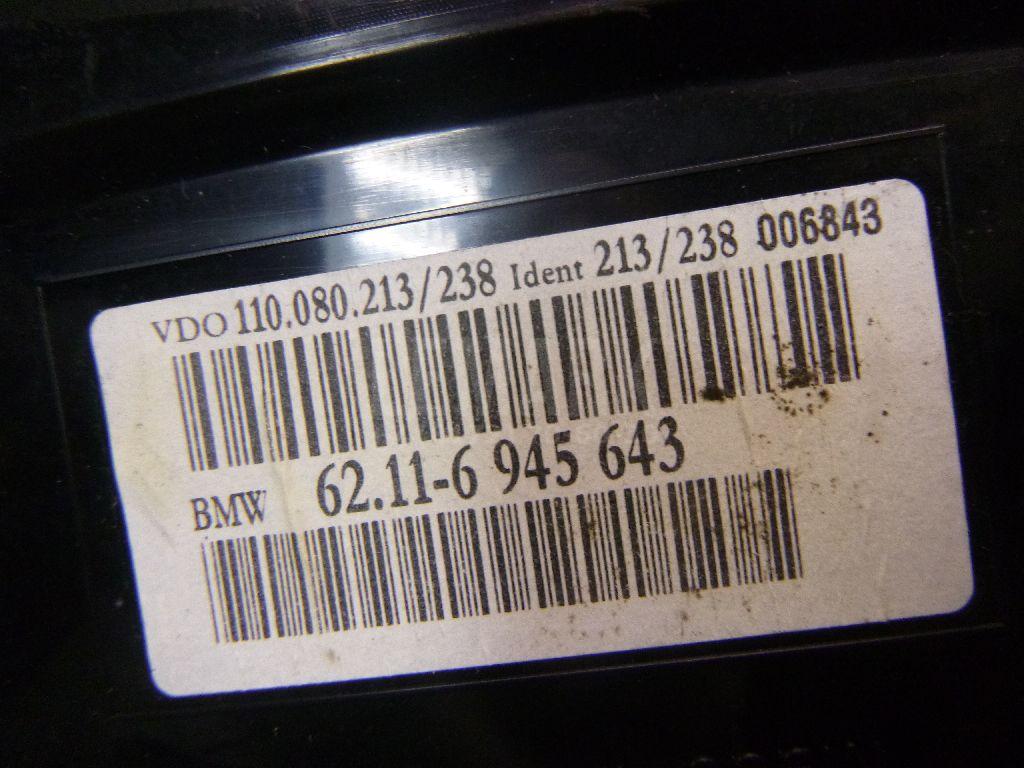 VDO 110.080.213/238 Ident 213/238 006843
BMW 62.11-6 945 643